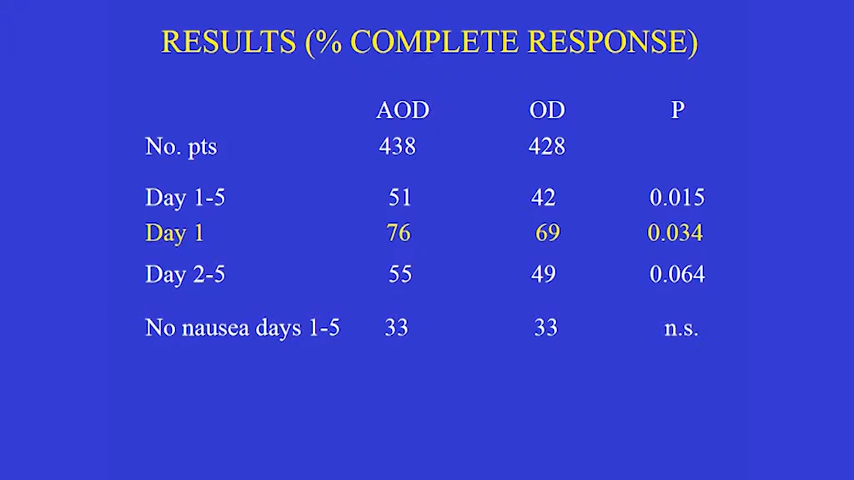 RESULTS (% COMPLETE RESPONSE)
AOD OD P
No. pts 438 428
Day 1-5 51 42 0.015
Day 1 76 69 0.034
Day 2-5 55 49 0.064
No nausea days 1-5 33 33 n.s.